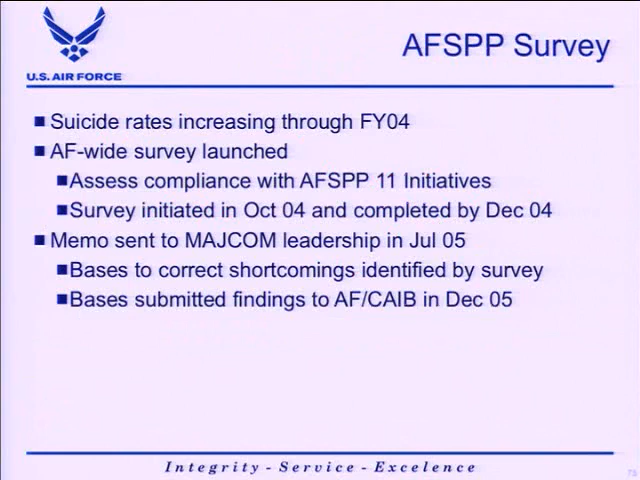 AFSPP Survey
U.S. AIR FORCE
Suicide rates increasing through FY04
AF-wide survey launched
Assess compliance with AFSPP 11 Initiatives
Survey initiated in Oct 04 and completed by Dec 04
Memo sent to MAJCOM leadership in Jul 05
Bases to correct shortcomings identified by survey
Bases submitted findings to AF/CAIB in Dec 05
Integrity - Service - Excelence